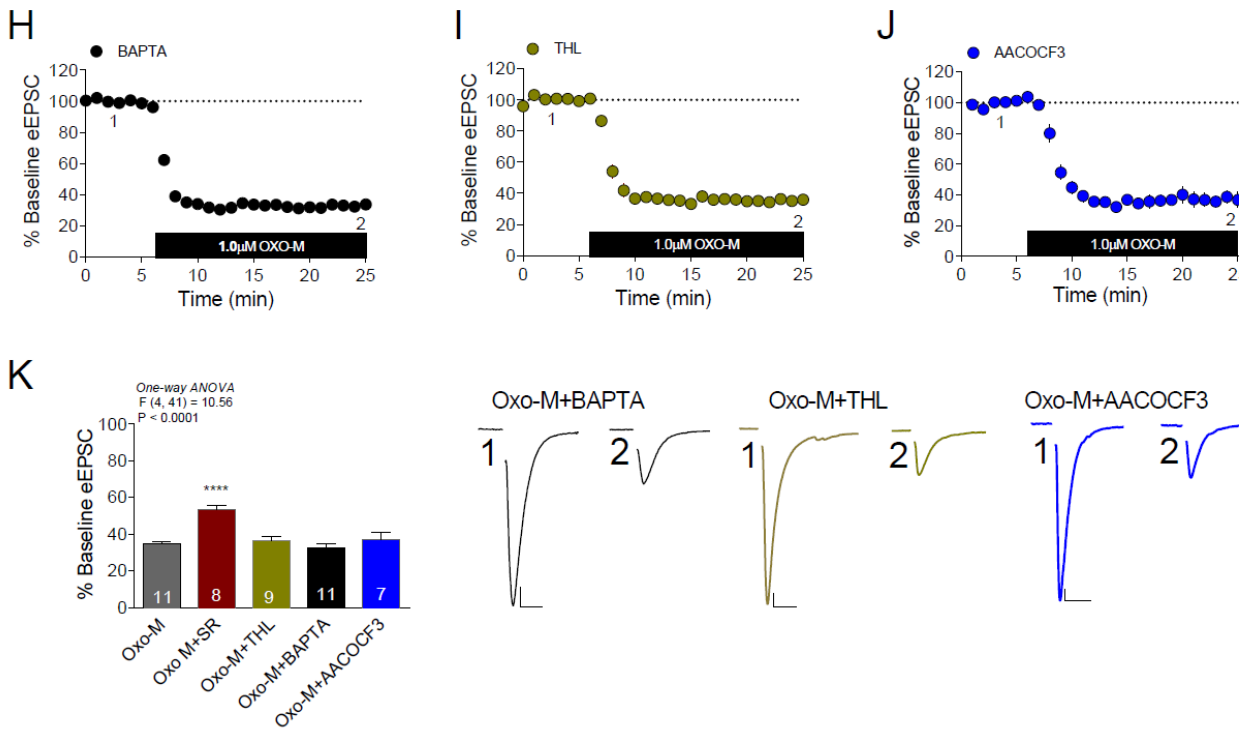 H
BAPTA
% Baseline eEPSC
120
100
80
60
40
20
0
1
2
1.0μM OXO-M
0 5 10 15 20 25
Time (min)
I
THL
% Baseline eEPSC
120
100
80
60
40
20
0
1
2
1.0μM OXO-M
0 5 10 15 20 25
Time (min)
J
AACOCF3
% Baseline eEPSC
120
100
80
60
40
20
0
1
2
1.0μM OXO-M
0 5 10 15 20
Time (min)
K
One-way ANOVA
F (4, 41) = 10.56
P < 0.0001
% Baseline eEPSC
100
80
60
40
20
0
****
11 8 9 11 7
Oxo-M
Oxo M+SR
Oxo-M+THL
Oxo-M+BAPTA
Oxo-M+AACOCF3
Oxo-M+BAPTA
1 2
Oxo-M+THL
1 2
Oxo-M+AACOCF3
1 2